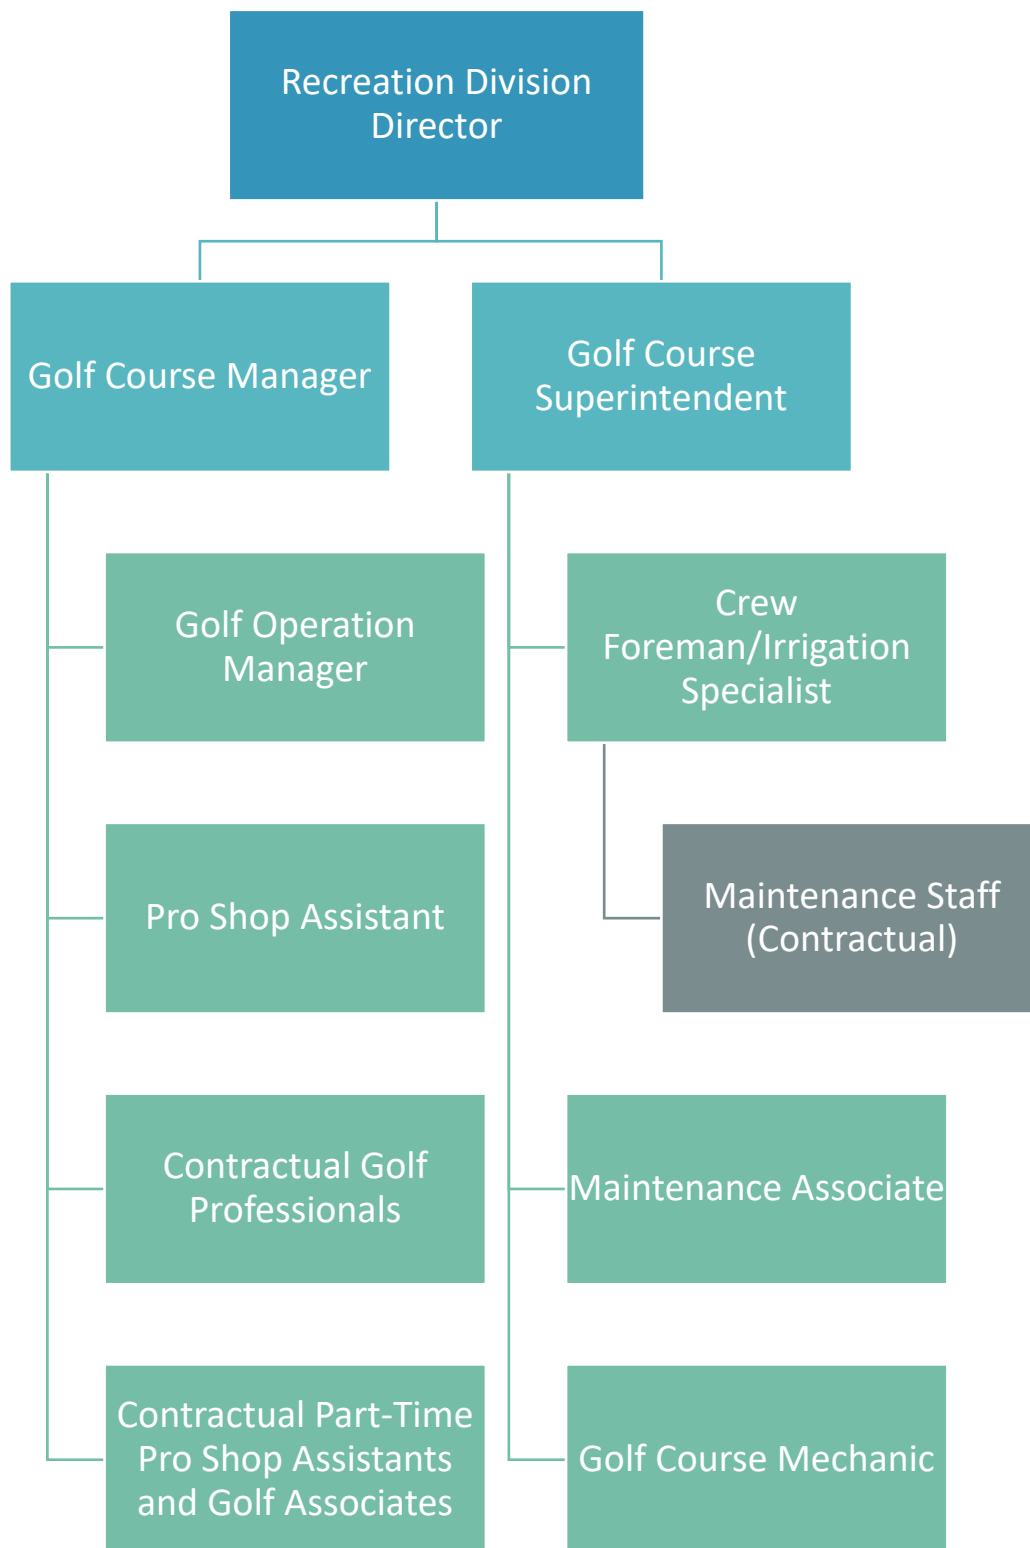 Recreation Division
Director
Golf Course Manager
Golf Course
Superintendent
Golf Operation
Manager
Crew
Foreman/Irrigation
Specialist
Pro Shop Assistant
Maintenance Staff
(Contractual)
Contractual Golf
Professionals
Maintenance Associate
Contractual Part-Time
Pro Shop Assistants
and Golf Associates
Golf Course Mechanic